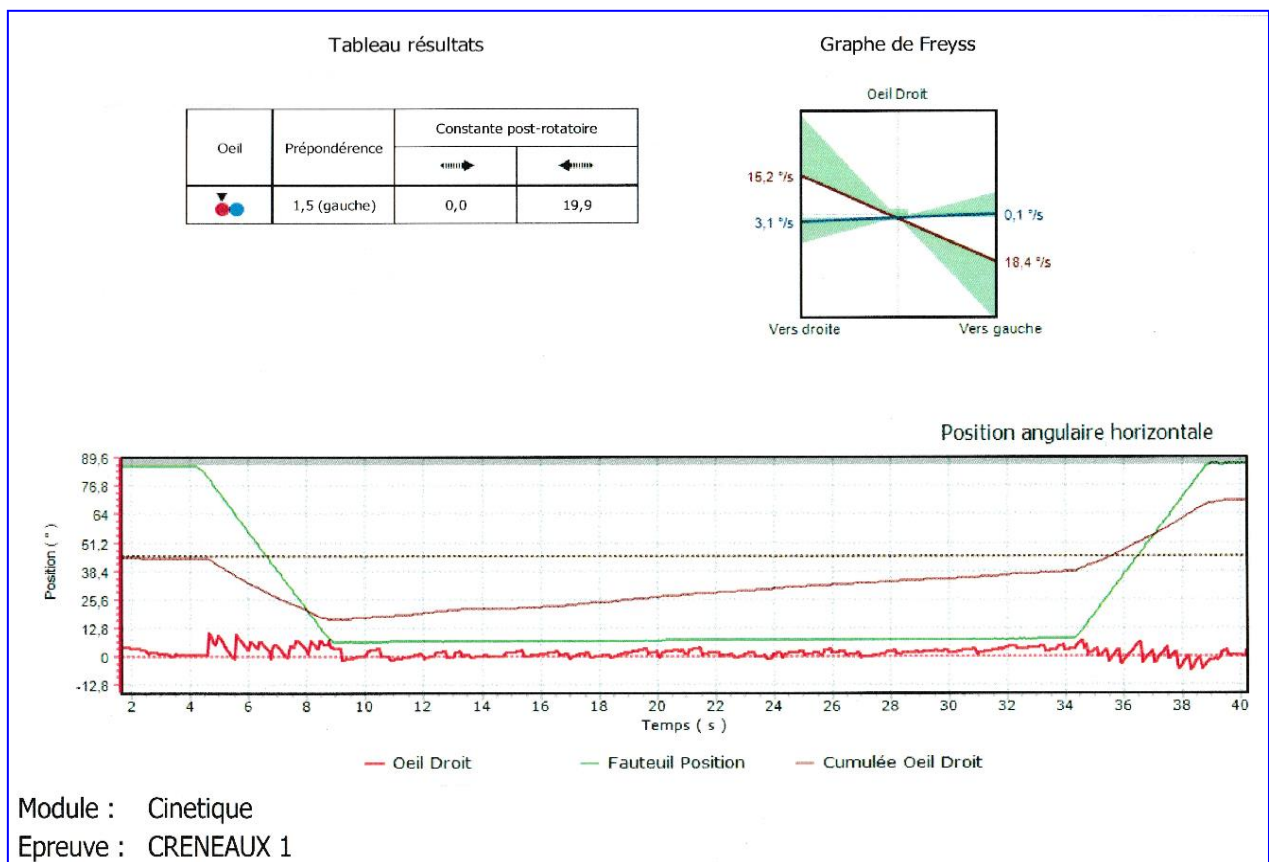 Tableau résultats
Graphe de Freyss
Oeil Droit
Oeil
Prépondérence
Constante post-rotatoire
1,5 (gauche)
0,0
19,9
15,2 °/s
3,1 °/s
0,1 °/s
18,4 °/s
Vers droite
Vers gauche
Position angulaire horizontale
Position ( ° )
89,6
76,8
64
51,2
38,4
25,6
12,8
0
-12,8
2 4 6 8 10 12 14 16 18 20 22 24 26 28 30 32 34 36 38 40
Temps ( s )
Oeil Droit
Fauteuil Position
Cumulée Oeil Droit
Module : Cinetique
Epreuve : CRENEAUX 1